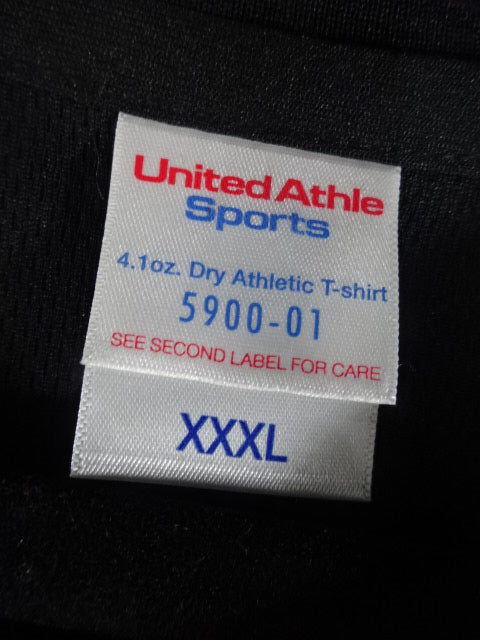 United Athle
Sports
4.1oz. Dry Athletic T-shirt
5900-01
SEE SECOND LABEL FOR CARE
XXXL